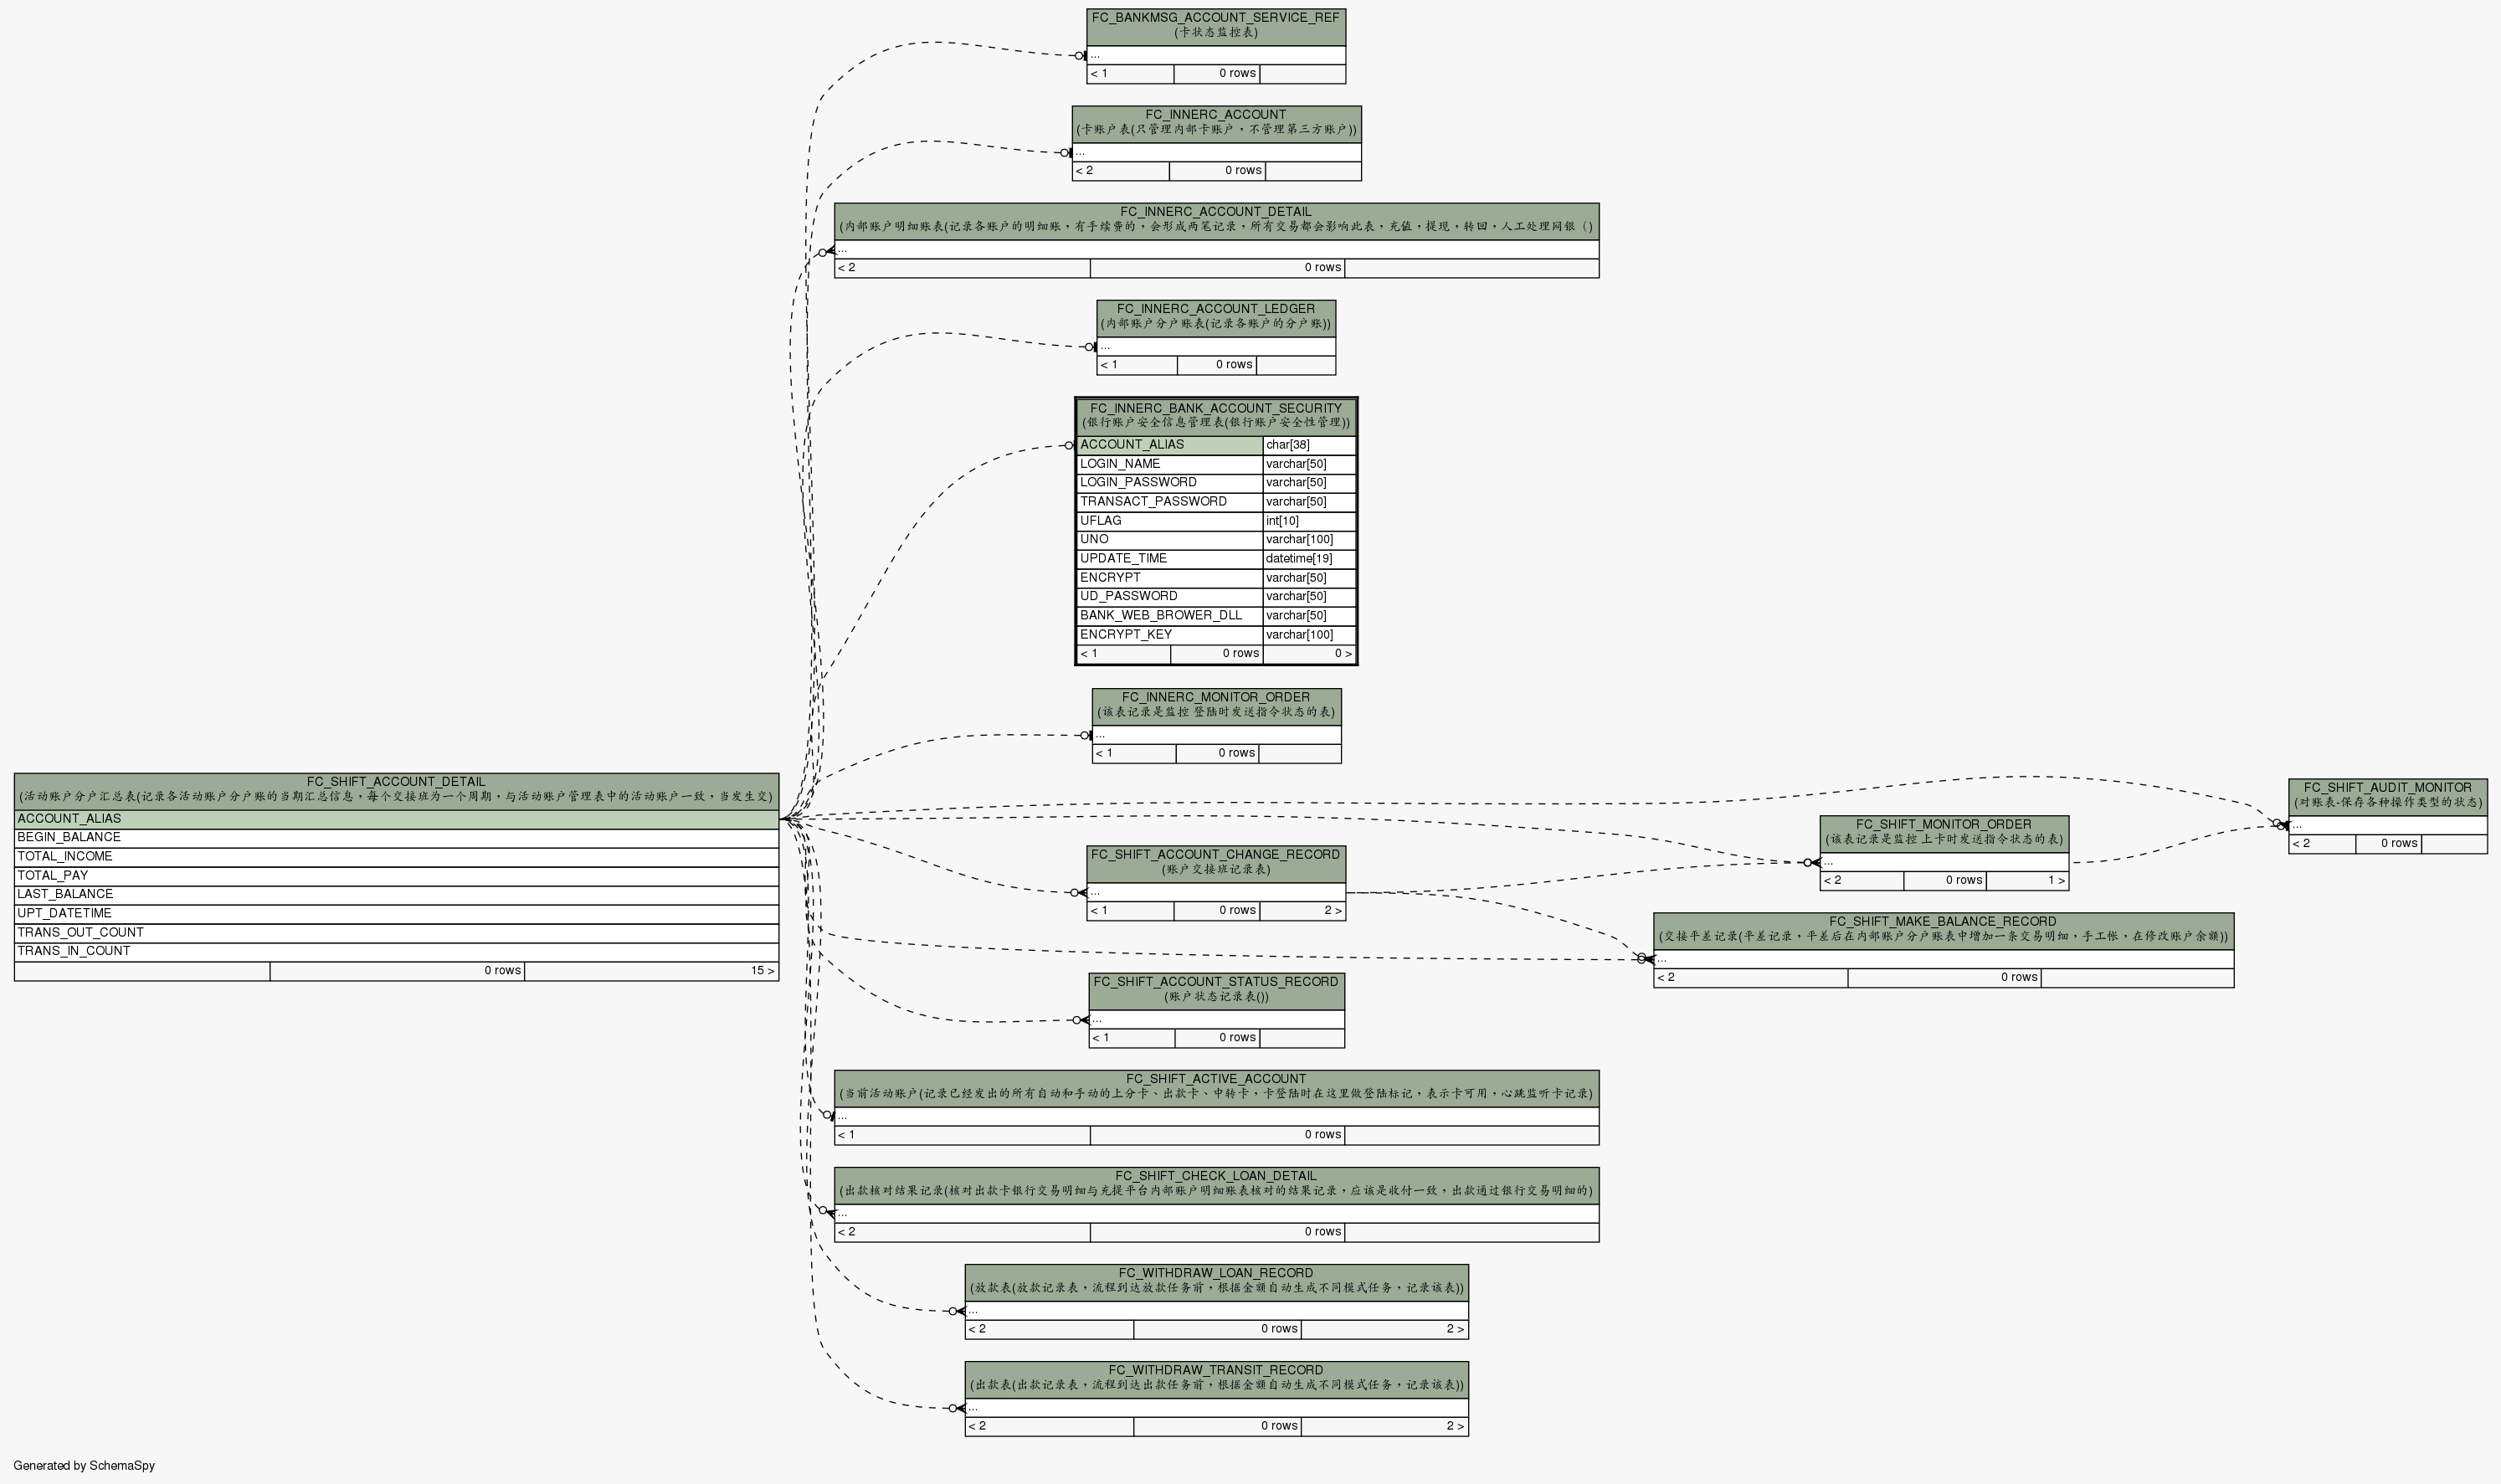 FC_BANKMSG_ACCOUNT_SERVICE_REF
(卡状态监控表)
...
< 1 0 rows
FC_INNERC_ACCOUNT
(卡账户表(只管理内部卡账户，不管理第三方账户))
...
< 2 0 rows
FC_INNERC_ACCOUNT_DETAIL
(内部账户明细账表(记录各账户的明细账，有手续费的，会形成两笔记录，所有交易都会影响此表，充值，提现，转回，人工处理网银（)
...
< 2 0 rows
FC_INNERC_ACCOUNT_LEDGER
(内部账户分户账表(记录各账户的分户账))
...
< 1 0 rows
FC_INNERC_BANK_ACCOUNT_SECURITY
(银行账户安全信息管理表(银行账户安全性管理))
ACCOUNT_ALIAS char[38]
LOGIN_NAME varchar[50]
LOGIN_PASSWORD varchar[50]
TRANSACT_PASSWORD varchar[50]
UFLAG int[10]
UNO varchar[100]
UPDATE_TIME datetime[19]
ENCRYPT varchar[50]
UD_PASSWORD varchar[50]
BANK_WEB_BROWER_DLL varchar[50]
ENCRYPT_KEY varchar[100]
< 1 0 rows 0 >
FC_INNERC_MONITOR_ORDER
(该表记录是监控 登陆时发送指令状态的表)
...
< 1 0 rows
FC_SHIFT_ACCOUNT_DETAIL
(活动账户分户汇总表(记录各活动账户分户账的当期汇总信息，每个交接班为一个周期，与活动账户管理表中的活动账户一致，当发生交)
ACCOUNT_ALIAS
BEGIN_BALANCE
TOTAL_INCOME
TOTAL_PAY
LAST_BALANCE
UPT_DATETIME
TRANS_OUT_COUNT
TRANS_IN_COUNT
0 rows 15 >
FC_SHIFT_AUDIT_MONITOR
(对账表-保存各种操作类型的状态)
...
< 2 0 rows
FC_SHIFT_MONITOR_ORDER
(该表记录是监控 上卡时发送指令状态的表)
...
< 2 0 rows 1 >
FC_SHIFT_ACCOUNT_CHANGE_RECORD
(账户交接班记录表)
...
< 1 0 rows 2 >
FC_SHIFT_MAKE_BALANCE_RECORD
(交接平差记录(平差记录，平差后在内部账户分户账表中增加一条交易明细，手工帐，在修改账户余额))
...
< 2 0 rows
FC_SHIFT_ACCOUNT_STATUS_RECORD
(账户状态记录表())
...
< 1 0 rows
FC_SHIFT_ACTIVE_ACCOUNT
(当前活动账户(记录已经发出的所有自动和手动的上分卡、出款卡、中转卡，卡登陆时在这里做登陆标记，表示卡可用，心跳监听卡记录)
...
< 1 0 rows
FC_SHIFT_CHECK_LOAN_DETAIL
(出款核对结果记录(核对出款卡银行交易明细与充提平台内部账户明细账表核对的结果记录，应该是收付一致，出款通过银行交易明细的)
...
< 2 0 rows
FC_WITHDRAW_LOAN_RECORD
(放款表(放款记录表，流程到达放款任务前，根据金额自动生成不同模式任务，记录该表))
...
< 2 0 rows 2 >
FC_WITHDRAW_TRANSIT_RECORD
(出款表(出款记录表，流程到达出款任务前，根据金额自动生成不同模式任务，记录该表))
...
< 2 0 rows 2 >
Generated by SchemaSpy